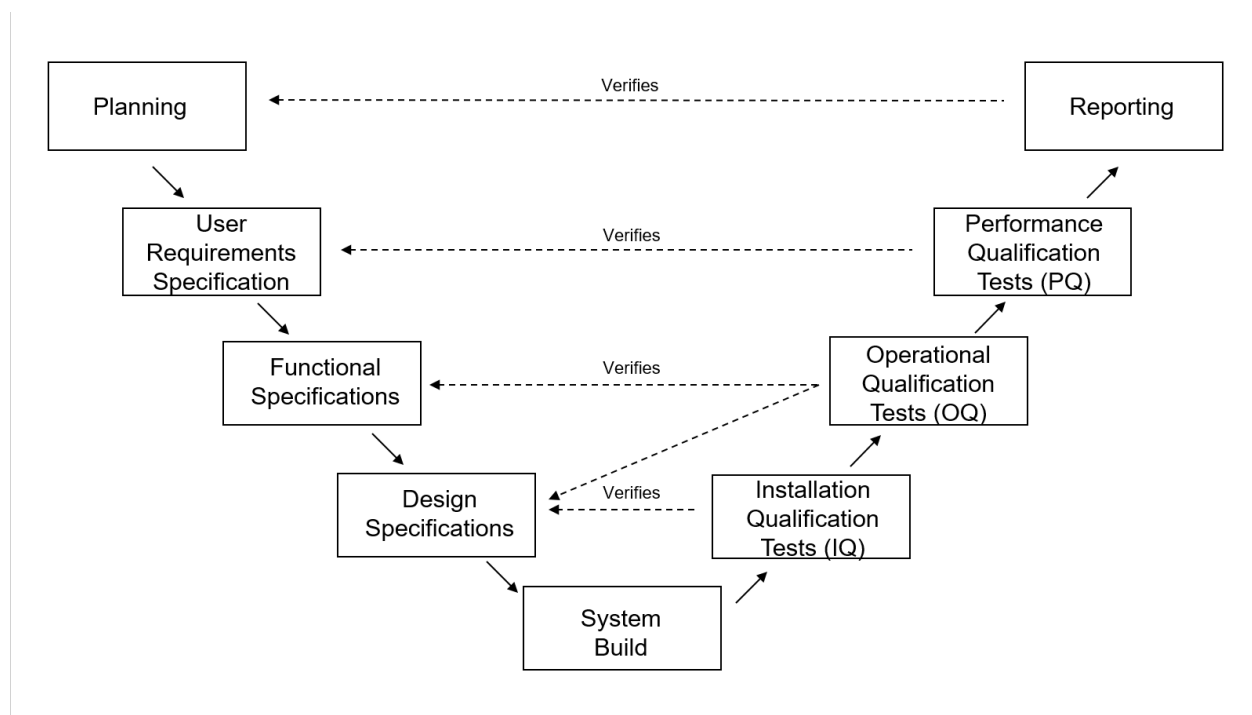 Verifies
Planning
Reporting
User
Requirements
Specification
Verifies
Performance
Qualification
Tests (PQ)
Functional
Specifications
Verifies
Operational
Qualification
Tests (OQ)
Design
Specifications
Verifies
Installation
Qualification
Tests (IQ)
System
Build